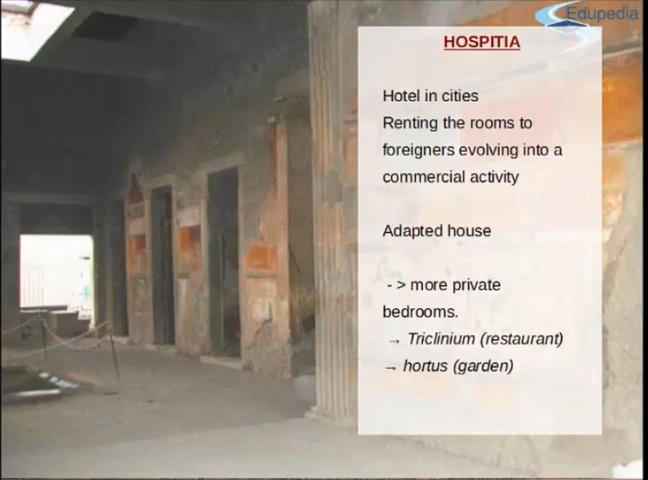 Edupedia
HOSPITIA
Hotel in cities
Renting the rooms to
foreigners evolving into a
commercial activity
Adapted house
- > more private
bedrooms.
→ Triclinium (restaurant)
→ hortus (garden)